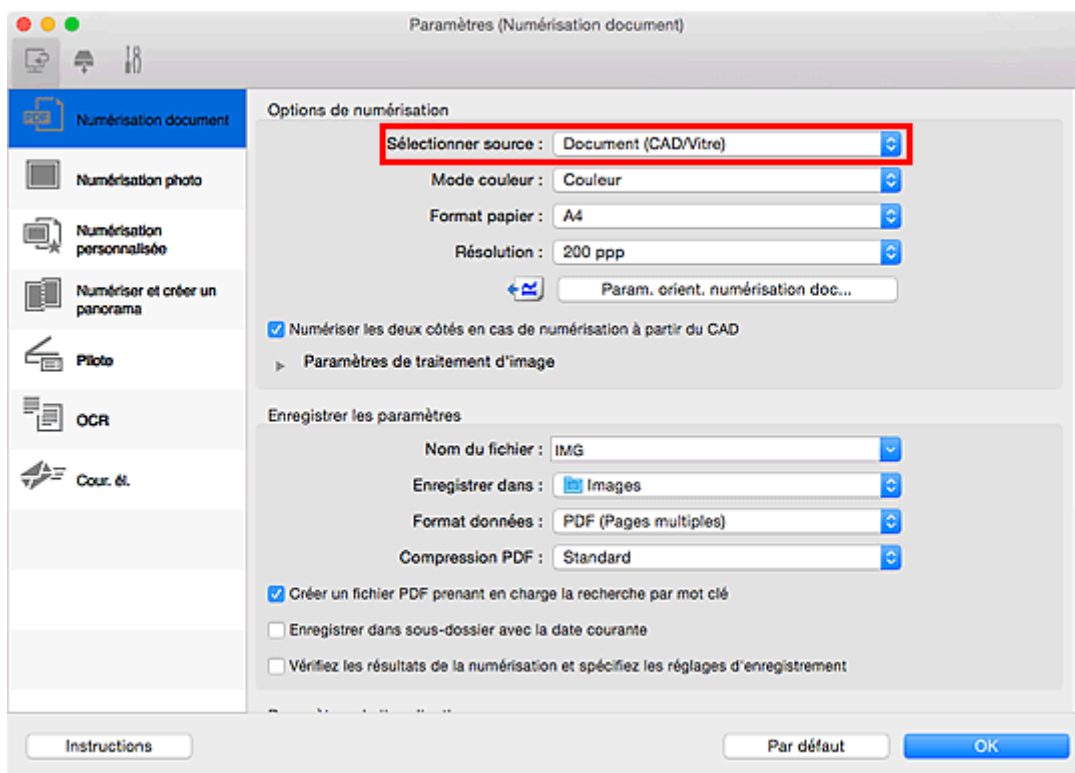 Paramètres (Numérisation document)
Numérisation document
Numérisation photo
Numérisation
personnalisée
Numériser et créer un
panorama
Pilote
OCR
Cour. él.
Options de numérisation
Sélectionner source : Document (CAD/Vitre)
Mode couleur : Couleur
Format papier : A4
Résolution : 200 ppp
Param. orient. numérisation doc...
Numériser les deux côtés en cas de numérisation à partir du CAD
Paramètres de traitement d'image
Enregistrer les paramètres
Nom du fichier : IMG
Enregistrer dans : Images
Format données : PDF (Pages multiples)
Compression PDF : Standard
Créer un fichier PDF prenant en charge la recherche par mot clé
Enregistrer dans sous-dossier avec la date courante
Vérifiez les résultats de la numérisation et spécifiez les réglages d'enregistrement
Instructions
Par défaut
OK